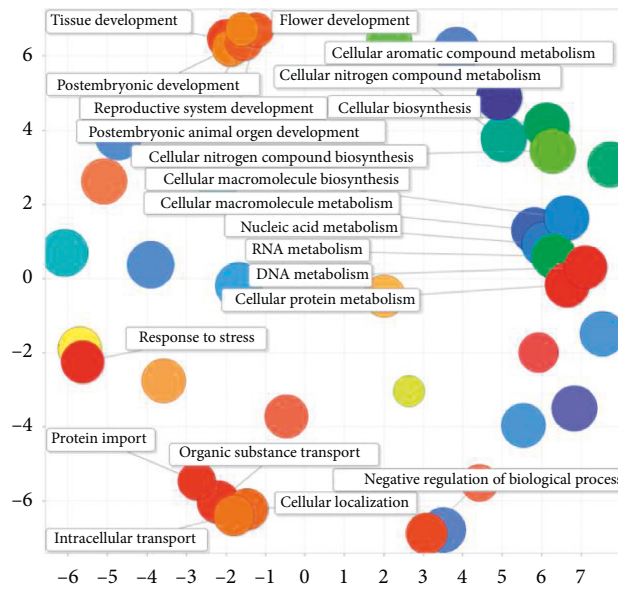 Tissue development
Flower development
6
Cellular aromatic compound metabolism
Cellular nitrogen compound metabolism
Postembryonic development
Reproductive system development
Cellular biosynthesis
4
Postembryonic animal orgen development
Cellular nitrogen compound biosynthesis
Cellular macromolecule biosynthesis
2
Cellular macromolecule metabolism
Nucleic acid metabolism
RNA metabolism
0
DNA metabolism
Cellular protein metabolism
Response to stress
−2
−4
Protein import
Organic substance transport
Negative regulation of biological process
−6
Cellular localization
Intracellular transport
−6 −5 −4 −3 −2 −1 0 1 2 3 4 5 6 7